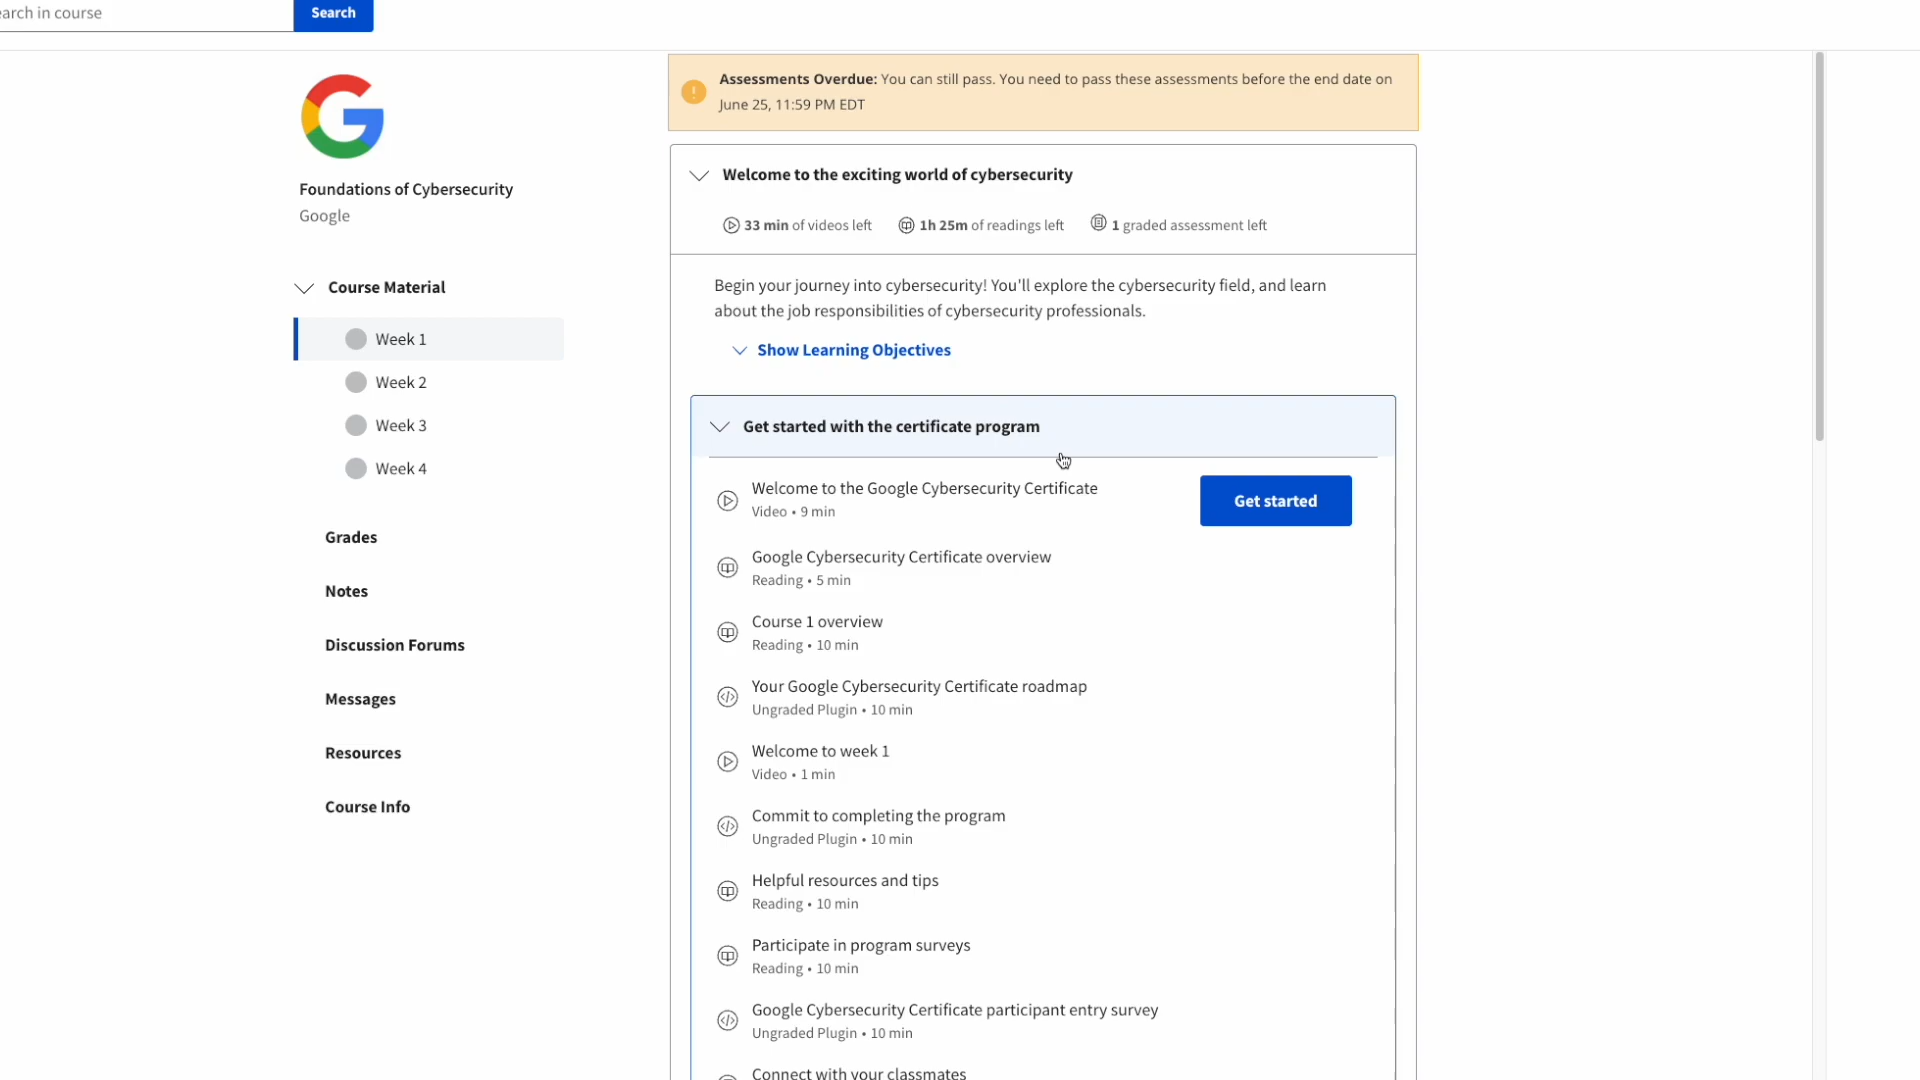 arch in course
Search
Foundations of Cybersecurity
Google
Course Material
Week 1
Week 2
Week 3
Week 4
Grades
Notes
Discussion Forums
Messages
Resources
Course Info
Assessments Overdue: You can still pass. You need to pass these assessments before the end date on
June 25, 11:59 PM EDT
Welcome to the exciting world of cybersecurity
33 min of videos left 1h 25m of readings left 1 graded assessment left
Begin your journey into cybersecurity! You'll explore the cybersecurity field, and learn
about the job responsibilities of cybersecurity professionals.
Show Learning Objectives
Get started with the certificate program
Welcome to the Google Cybersecurity Certificate
Video • 9 min
Get started
Google Cybersecurity Certificate overview
Reading • 5 min
Course 1 overview
Reading • 10 min
Your Google Cybersecurity Certificate roadmap
Ungraded Plugin • 10 min
Welcome to week 1
Video • 1 min
Commit to completing the program
Ungraded Plugin • 10 min
Helpful resources and tips
Reading • 10 min
Participate in program surveys
Reading • 10 min
Google Cybersecurity Certificate participant entry survey
Ungraded Plugin • 10 min
Connect with your classmates